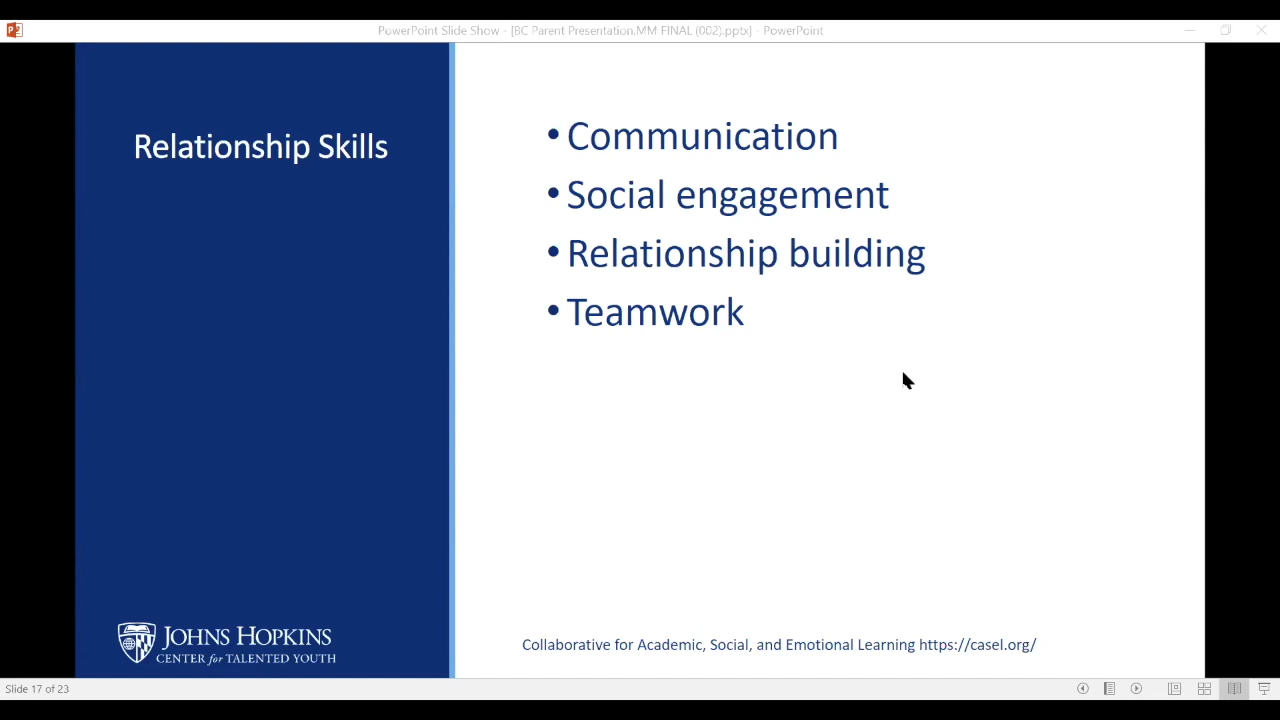 PowerPoint Slide Show - [BC Parent Presentation.MM FINAL (002).pptx] - PowerPoint
Relationship Skills
• Communication
• Social engagement
• Relationship building
• Teamwork
JOHNS HOPKINS
CENTER for TALENTED YOUTH
Collaborative for Academic, Social, and Emotional Learning https://casel.org/
Slide 17 of 23